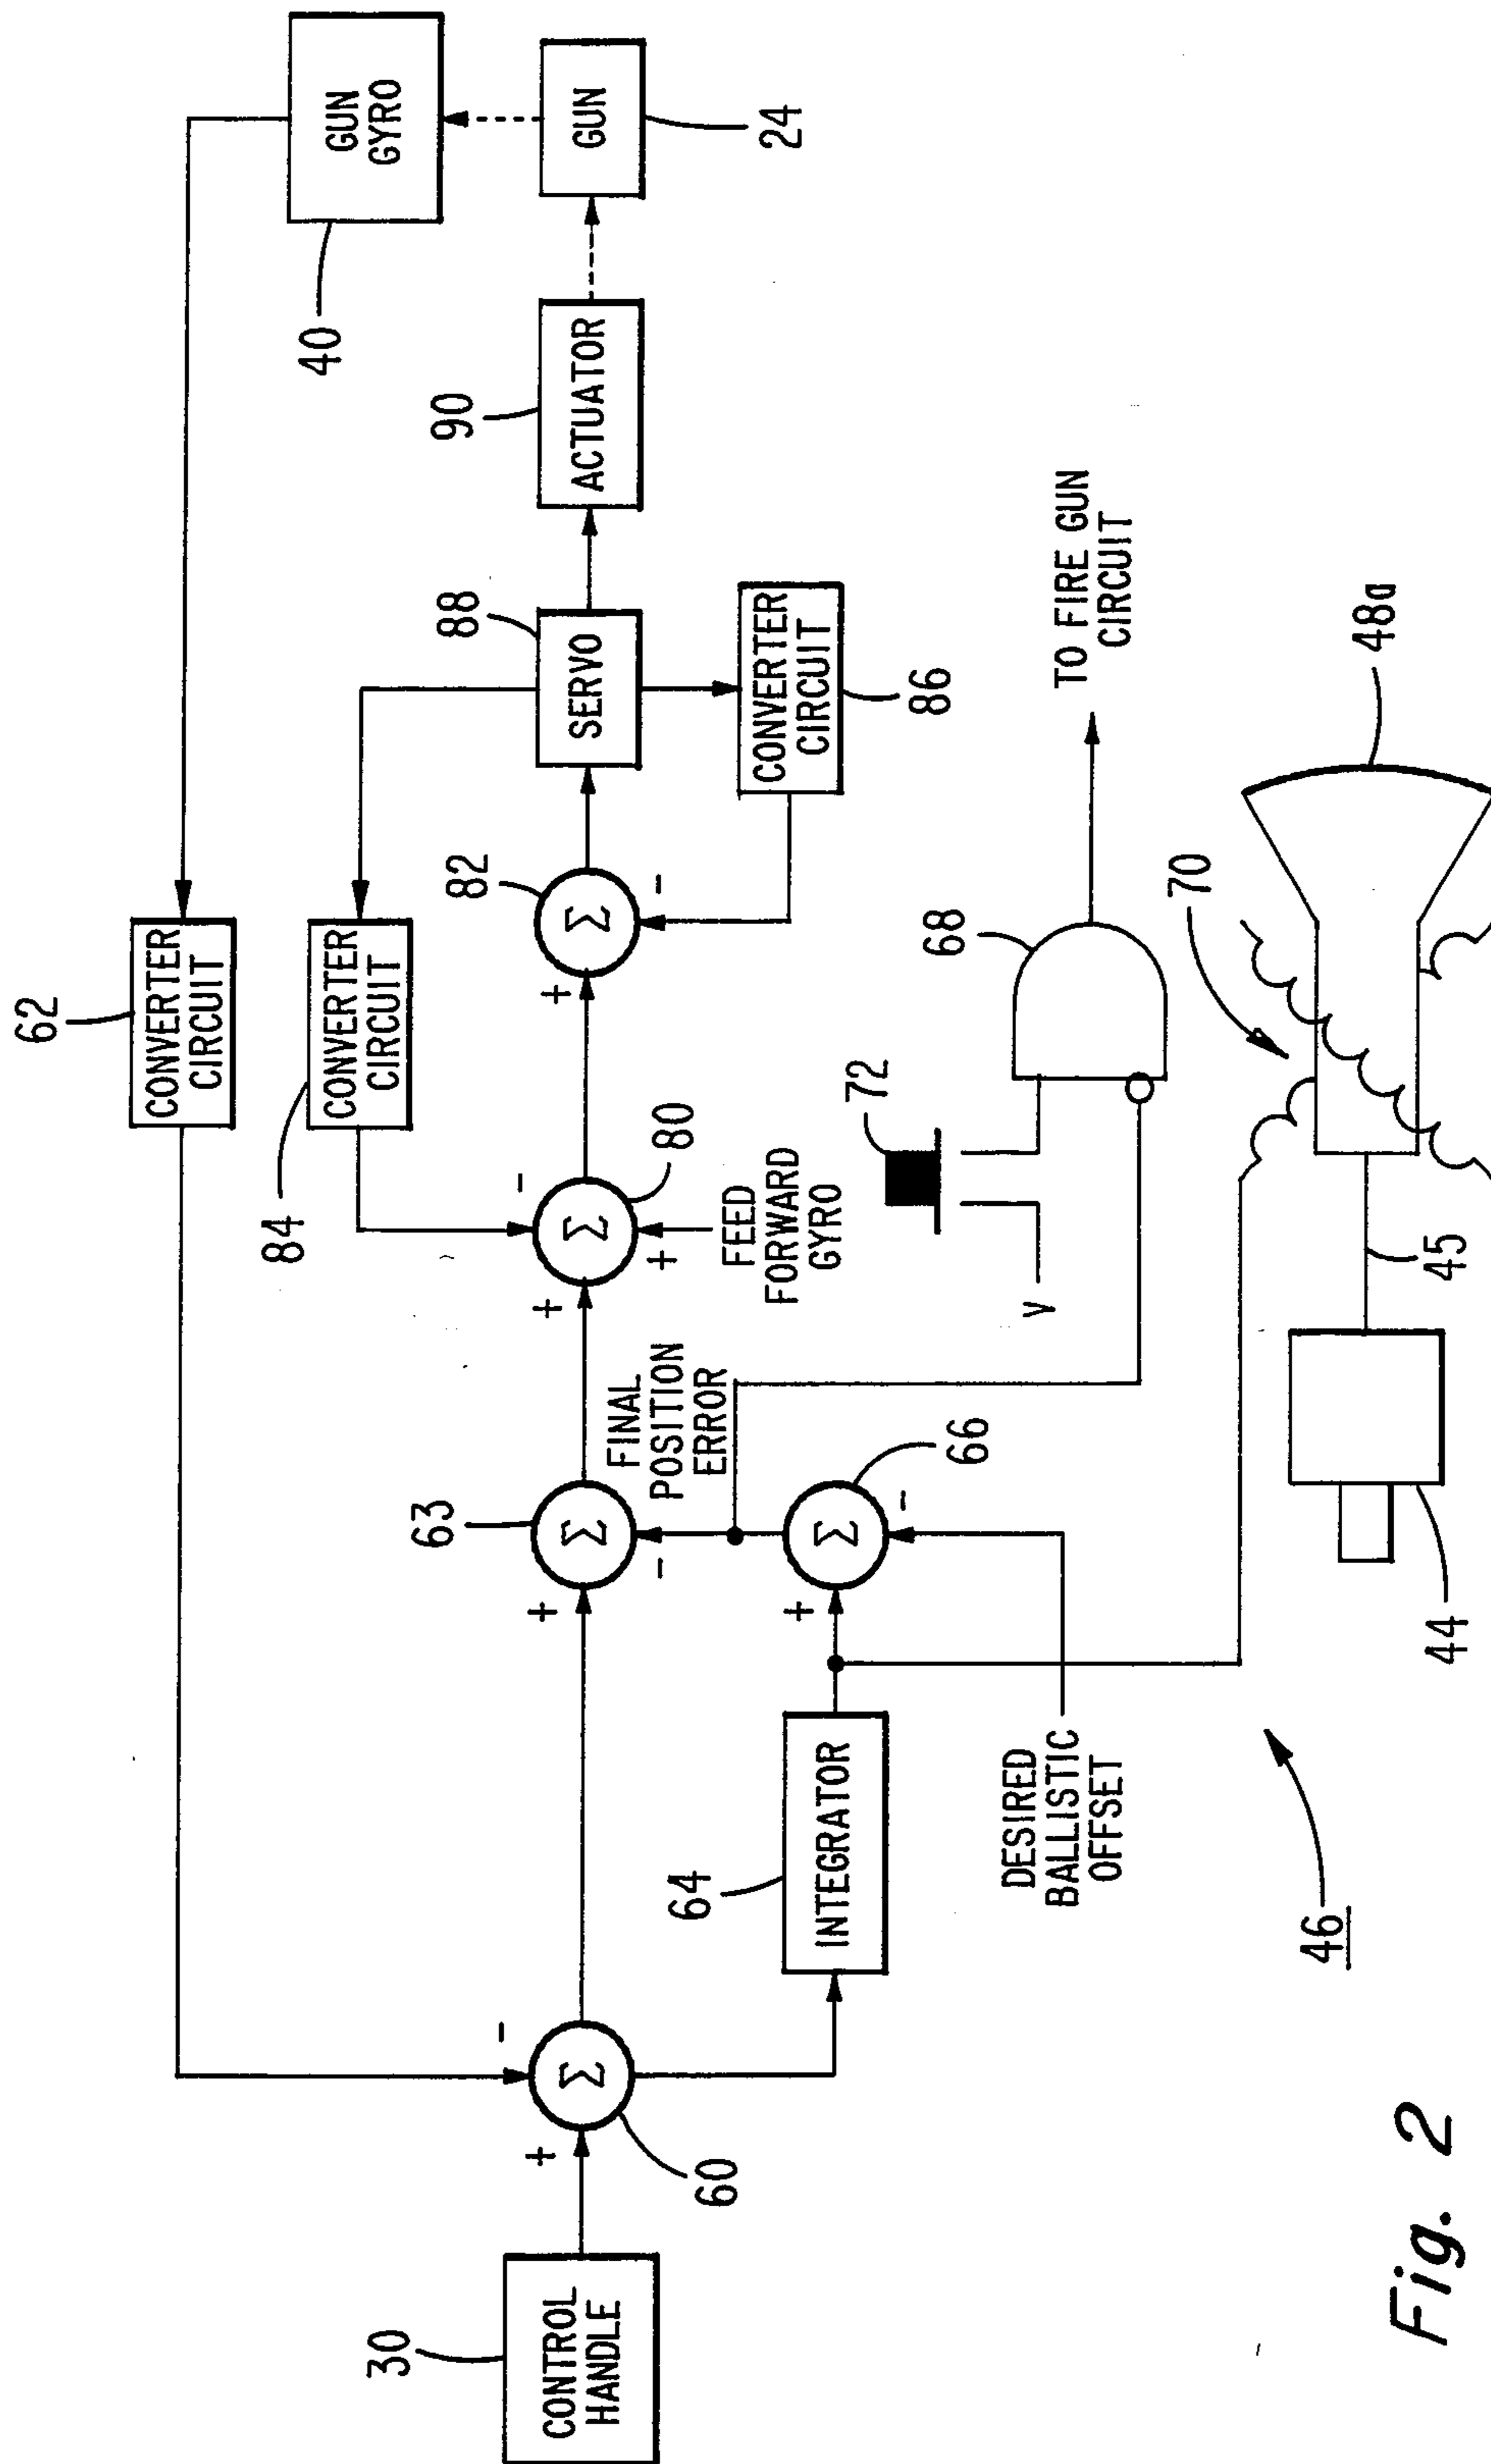 62
CONVERTER
CIRCUIT
40
GUN
GYRO
84
CONVERTER
CIRCUIT
30
CONTROL
HANDLE
+
-
Σ
60
63
+
-
Σ
+
-
+
Σ
80
82
+
-
Σ
88
SERVO
90
ACTUATOR
GUN
24
FINAL
POSITION
ERROR
FEED
FORWARD
GYRO
CONVERTER
CIRCUIT
86
64
INTEGRATOR
+
-
Σ
66
72
V
68
TO FIRE GUN
CIRCUIT
DESIRED
BALLISTIC
OFFSET
46
44
45
70
48a
Fig. 2